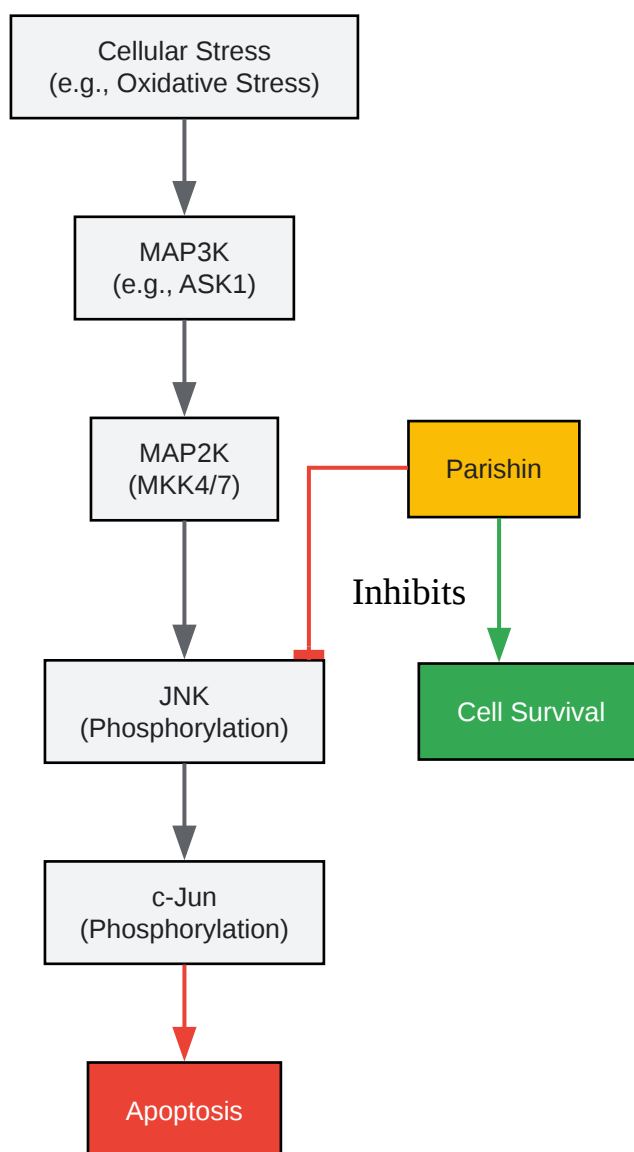 Cellular Stress
(e.g., Oxidative Stress)
MAP3K
(e.g., ASK1)
MAP2K
(MKK4/7)
Parishin
Inhibits
JNK
(Phosphorylation)
Cell Survival
c-Jun
(Phosphorylation)
Apoptosis